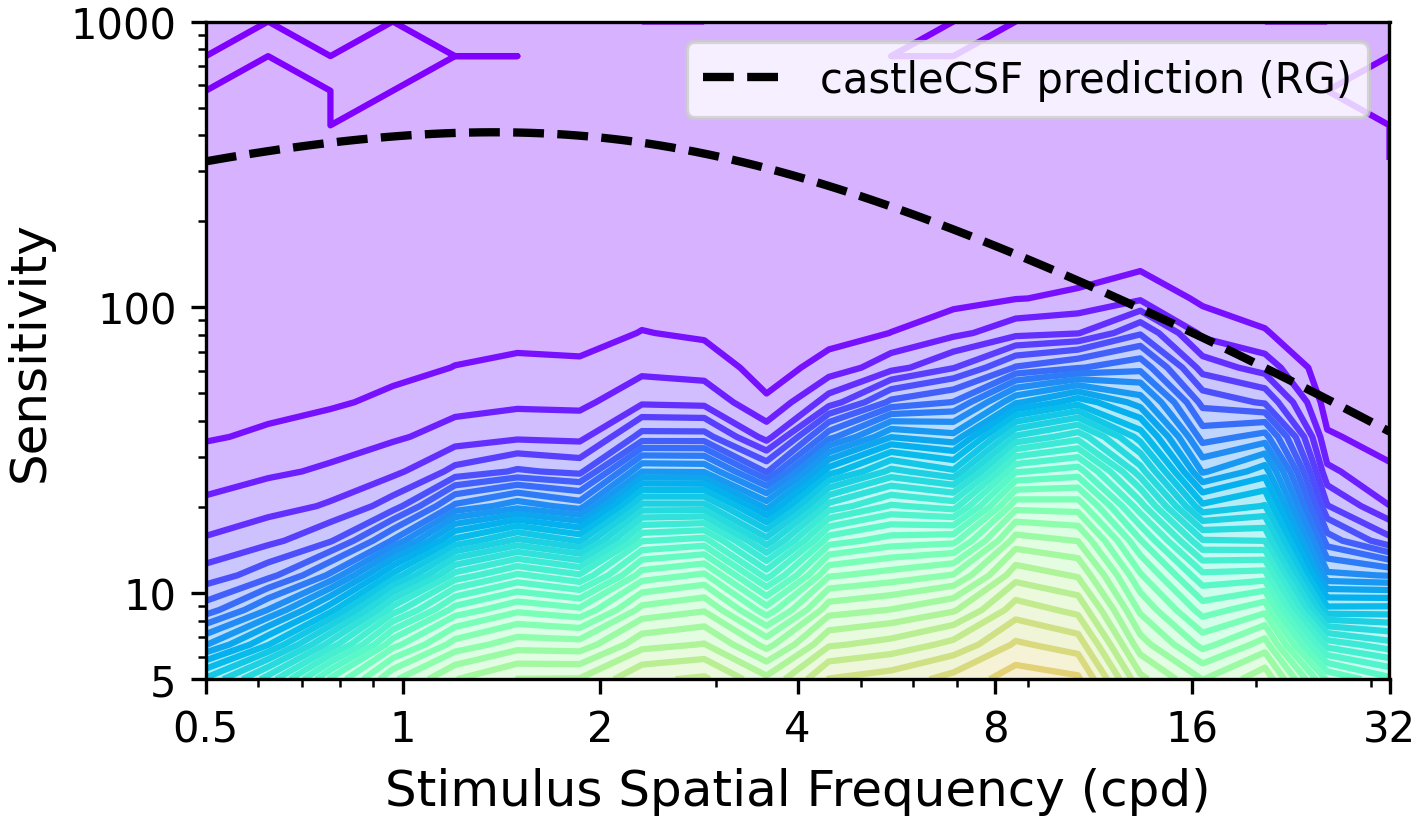 1000
100
10
5
Sensitivity
castleCSF prediction (RG)
0.5 1 2 4 8 16 32
Stimulus Spatial Frequency (cpd)